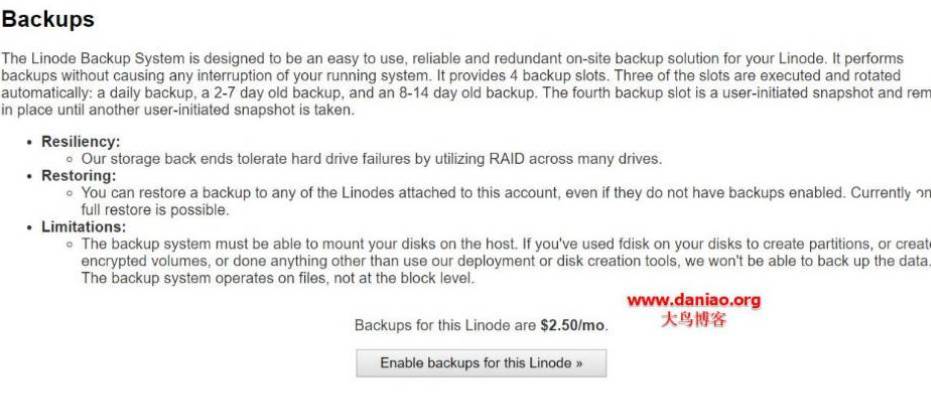 Backups
The Linode Backup System is designed to be an easy to use, reliable and redundant on-site backup solution for your Linode. It performs
backups without causing any interruption of your running system. It provides 4 backup slots. Three of the slots are executed and rotated
automatically: a daily backup, a 2-7 day old backup, and an 8-14 day old backup. The fourth backup slot is a user-initiated snapshot and rem
in place until another user-initiated snapshot is taken.
• Resiliency:
○ Our storage back ends tolerate hard drive failures by utilizing RAID across many drives.
• Restoring:
○ You can restore a backup to any of the Linodes attached to this account, even if they do not have backups enabled. Currently on
full restore is possible.
• Limitations:
○ The backup system must be able to mount your disks on the host. If you've used fdisk on your disks to create partitions, or create
encrypted volumes, or done anything other than use our deployment or disk creation tools, we won't be able to back up the data.
The backup system operates on files, not at the block level.
www.daniao.org
大鸟博客
Backups for this Linode are $2.50/mo.
Enable backups for this Linode »